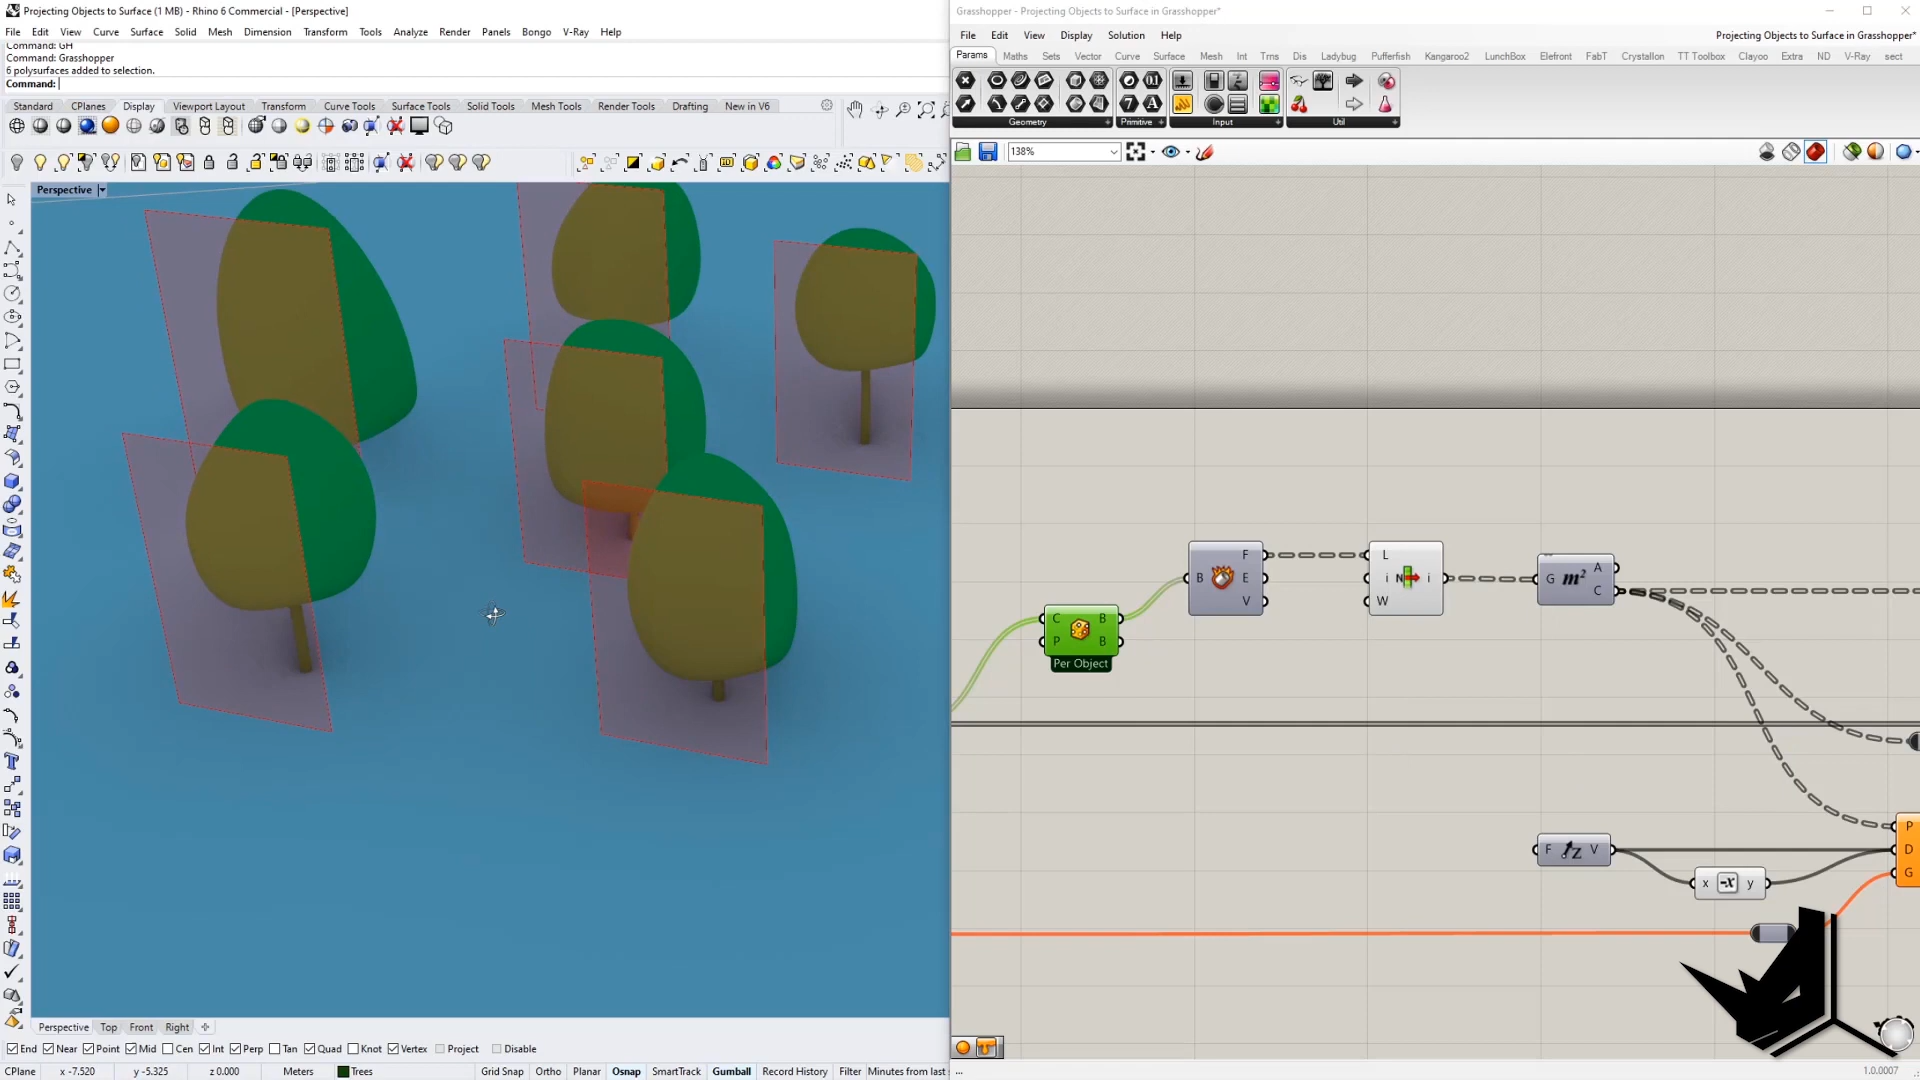 Projecting Objects to Surface (1 MB) - Rhino 6 Commercial - [Perspective]
File Edit View Curve Surface Solid Mesh Dimension Transform Tools Analyze Render Panels Bongo V-Ray Help
Command: GH
Command: Grasshopper
6 polysurfaces added to selection.
Command:
Standard CPlanes Display Viewport Layout Transform Curve Tools Surface Tools Solid Tools Mesh Tools Render Tools Drafting New in V6
Perspective
Perspective Top Front Right
End Near Point Mid Cen Int Perp Tan Quad Knot Vertex Project Disable
CPlane x -7.520 y -5.325 z 0.000 Meters Trees Grid Snap Ortho Planar Osnap SmartTrack Gumball Record History Filter Minutes from last s
Grasshopper - Projecting Objects to Surface in Grasshopper*
File Edit View Display Solution Help
Projecting Objects to Surface in Grasshopper*
Params Maths Sets Vector Curve Surface Mesh Int Trns Dis Ladybug Pufferfish Kangaroo2 LunchBox Elefront FabT Crystallon TT Toolbox Clayoo Extra ND V-Ray sect
Geometry Primitive Input Util
138%
B F E V
L i W N i
G m² A C
C P B B
Per Object
F Z V
x -x y
P
D
G
...
1.0.0007